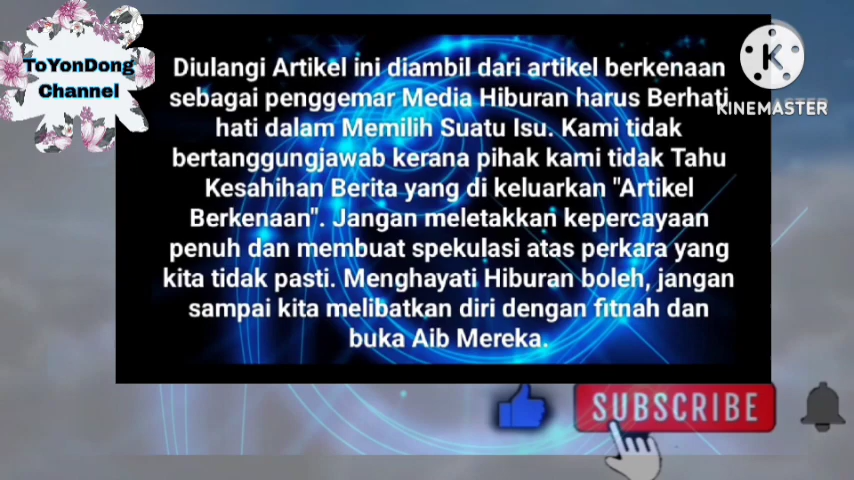 ToYonDong
Channel
Diulangi Artikel ini diambil dari artikel berkenaan
sebagai penggemar Media Hiburan harus Berhati
hati dalam Memilih Suatu Isu. Kami tidak
bertanggungjawab kerana pihak kami tidak Tahu
Kesahihan Berita yang di keluarkan "Artikel
Berkenaan". Jangan meletakkan kepercayaan
penuh dan membuat spekulasi atas perkara yang
kita tidak pasti. Menghayati Hiburan boleh, jangan
sampai kita melibatkan diri dengan fitnah dan
buka Aib Mereka.
K
KINEMASTER
SUBSCRIBE